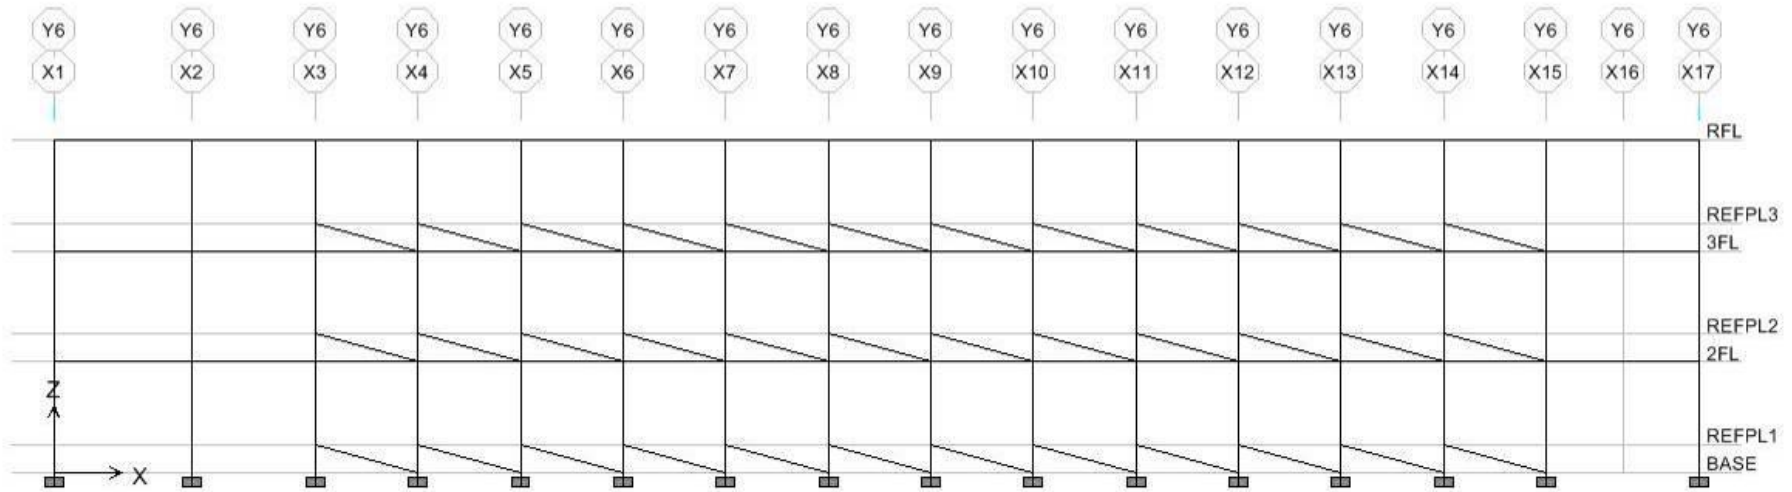 Y6 Y6 Y6 Y6 Y6 Y6 Y6 Y6 Y6 Y6 Y6 Y6 Y6 Y6 Y6 Y6 Y6
X1 X2 X3 X4 X5 X6 X7 X8 X9 X10 X11 X12 X13 X14 X15 X16 X17
RFL
REFPL3
3FL
REFPL2
2FL
Z
REFPL1
BASE
X